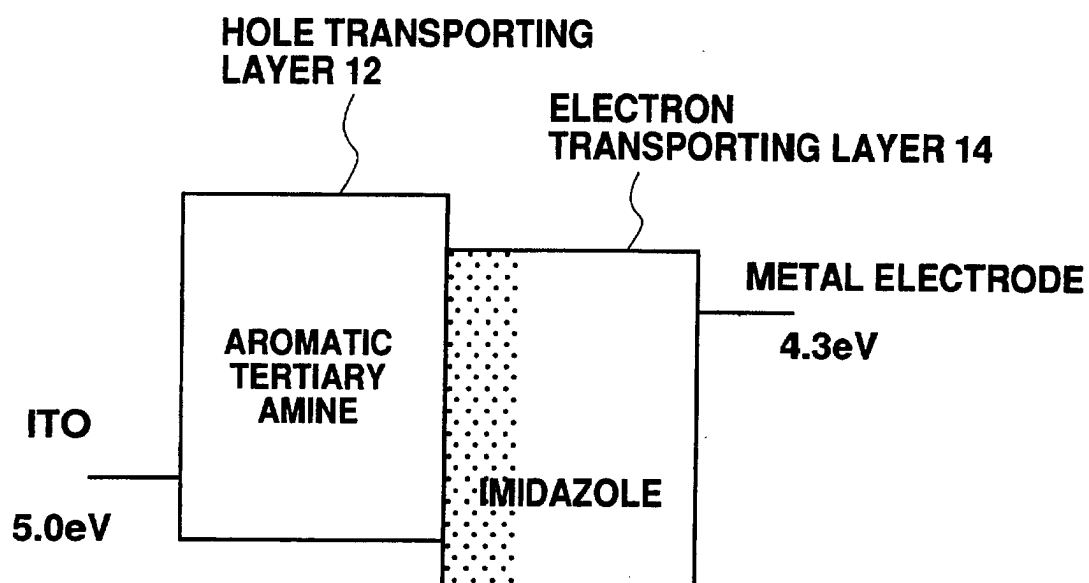 HOLE TRANSPORTING
LAYER 12
ELECTRON
TRANSPORTING LAYER 14
METAL ELECTRODE
4.3eV
AROMATIC
TERTIARY
AMINE
ITO
IMIDAZOLE
5.0eV